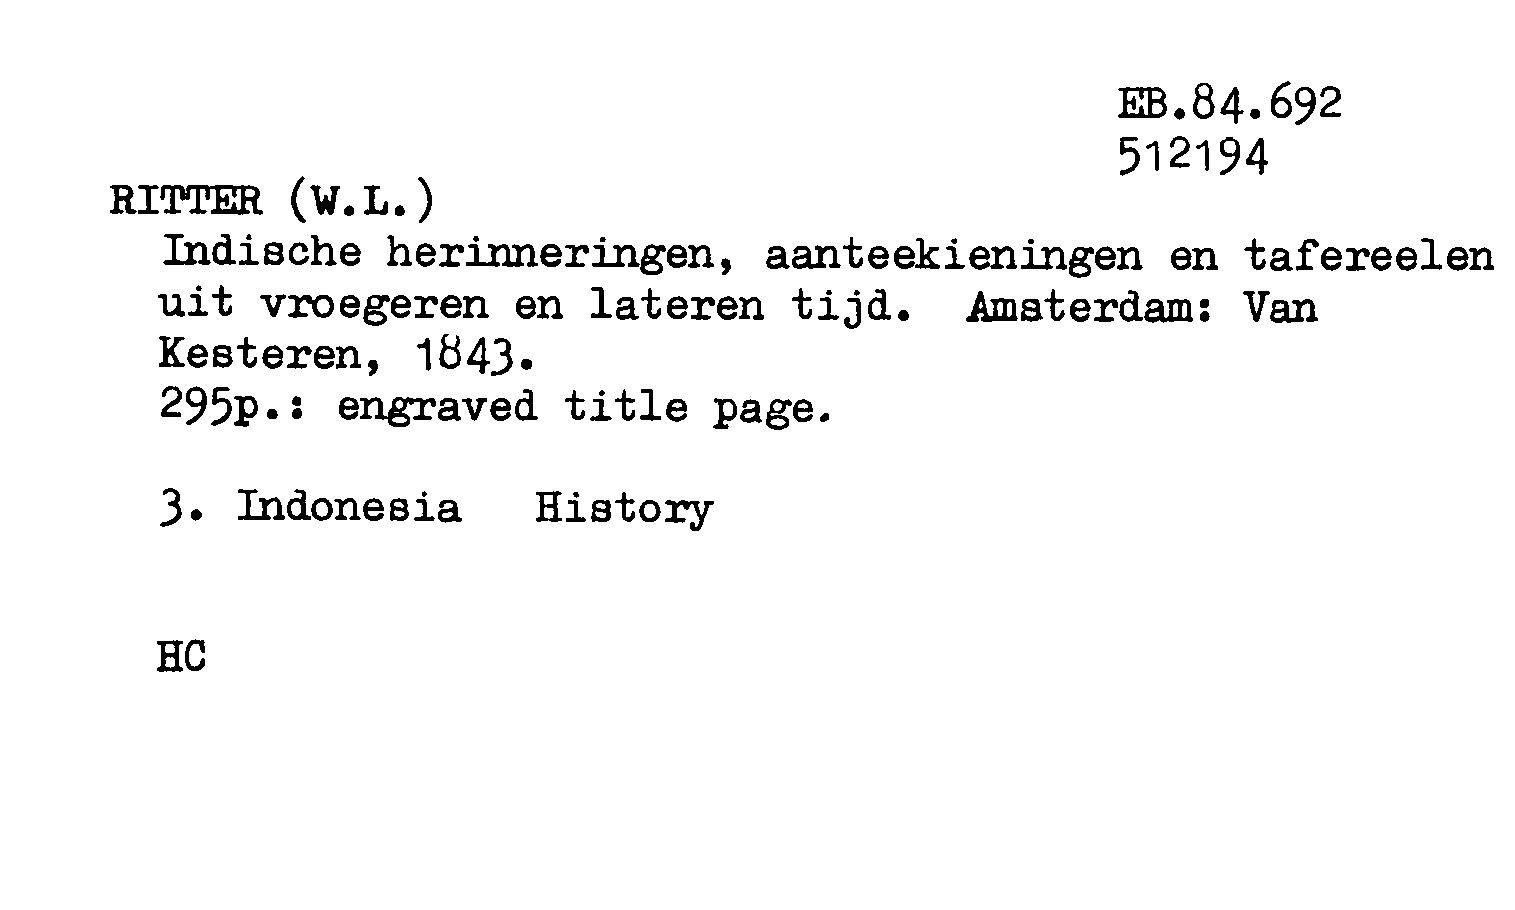 EB.84.692
512194
RITTER (W.L.)
Indische herinneringen, aanteekieningen en tafereelen
uit vroegeren en lateren tijd. Amsterdam: Van
Kesteren, 1843.
295p.: engraved title page.
3. Indonesia History
HC